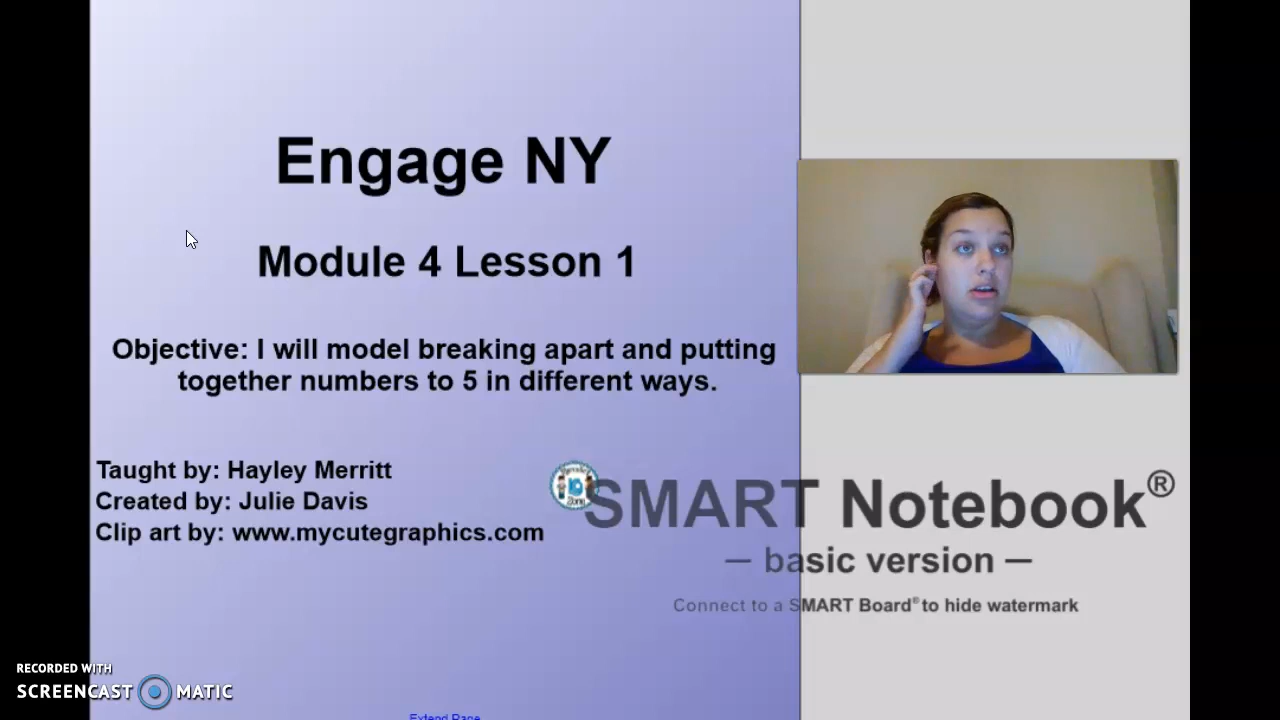 Engage NY
Module 4 Lesson 1
Objective: I will model breaking apart and putting
together numbers to 5 in different ways.
Taught by: Hayley Merritt
Created by: Julie Davis
Clip art by: www.mycutegraphics.com
SMART Notebook®
— basic version —
Connect to a SMART Board® to hide watermark
RECORDED WITH
SCREENCAST MATIC
Extend Page